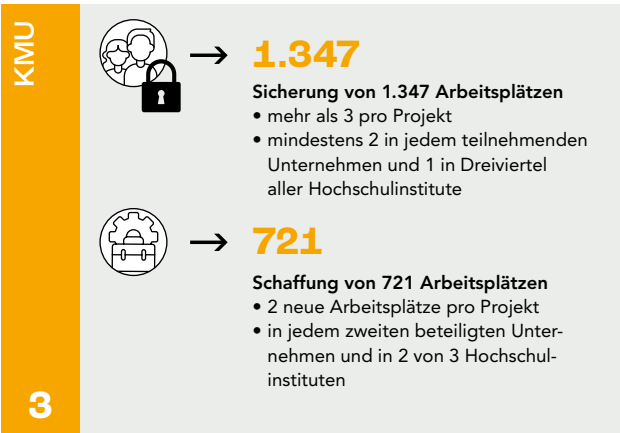 KMU
→ 1.347
Sicherung von 1.347 Arbeitsplätzen
• mehr als 3 pro Projekt
• mindestens 2 in jedem teilnehmenden
Unternehmen und 1 in Dreiviertel
aller Hochschulinstitute
→ 721
Schaffung von 721 Arbeitsplätzen
• 2 neue Arbeitsplätze pro Projekt
• in jedem zweiten beteiligten Unter-
nehmen und in 2 von 3 Hochschul-
instituten
3